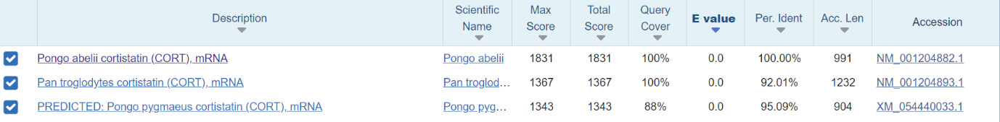 Description Scientific Name Max Score Total Score Query Cover E value Per. Ident Acc. Len Accession
Pongo abelii cortistatin (CORT), mRNA Pongo abelii 1831 1831 100% 0.0 100.00% 991 NM_001204882.1
Pan troglodytes cortistatin (CORT), mRNA Pan troglod... 1367 1367 100% 0.0 92.01% 1232 NM_001204893.1
PREDICTED: Pongo pygmaeus cortistatin (CORT), mRNA Pongo pyg... 1343 1343 88% 0.0 95.09% 904 XM_054440033.1